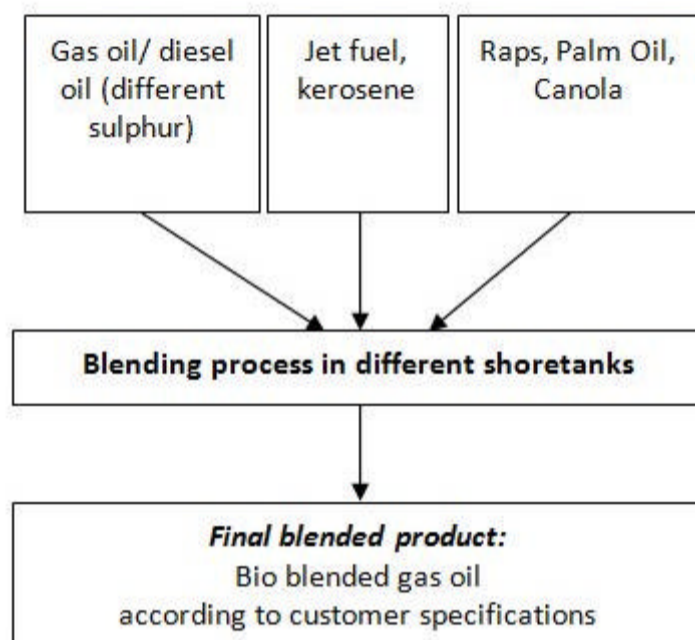 Gas oil/ diesel
oil (different
sulphur)
Jet fuel,
kerosene
Raps, Palm Oil,
Canola
Blending process in different shoretanks
Final blended product:
Bio blended gas oil
according to customer specifications